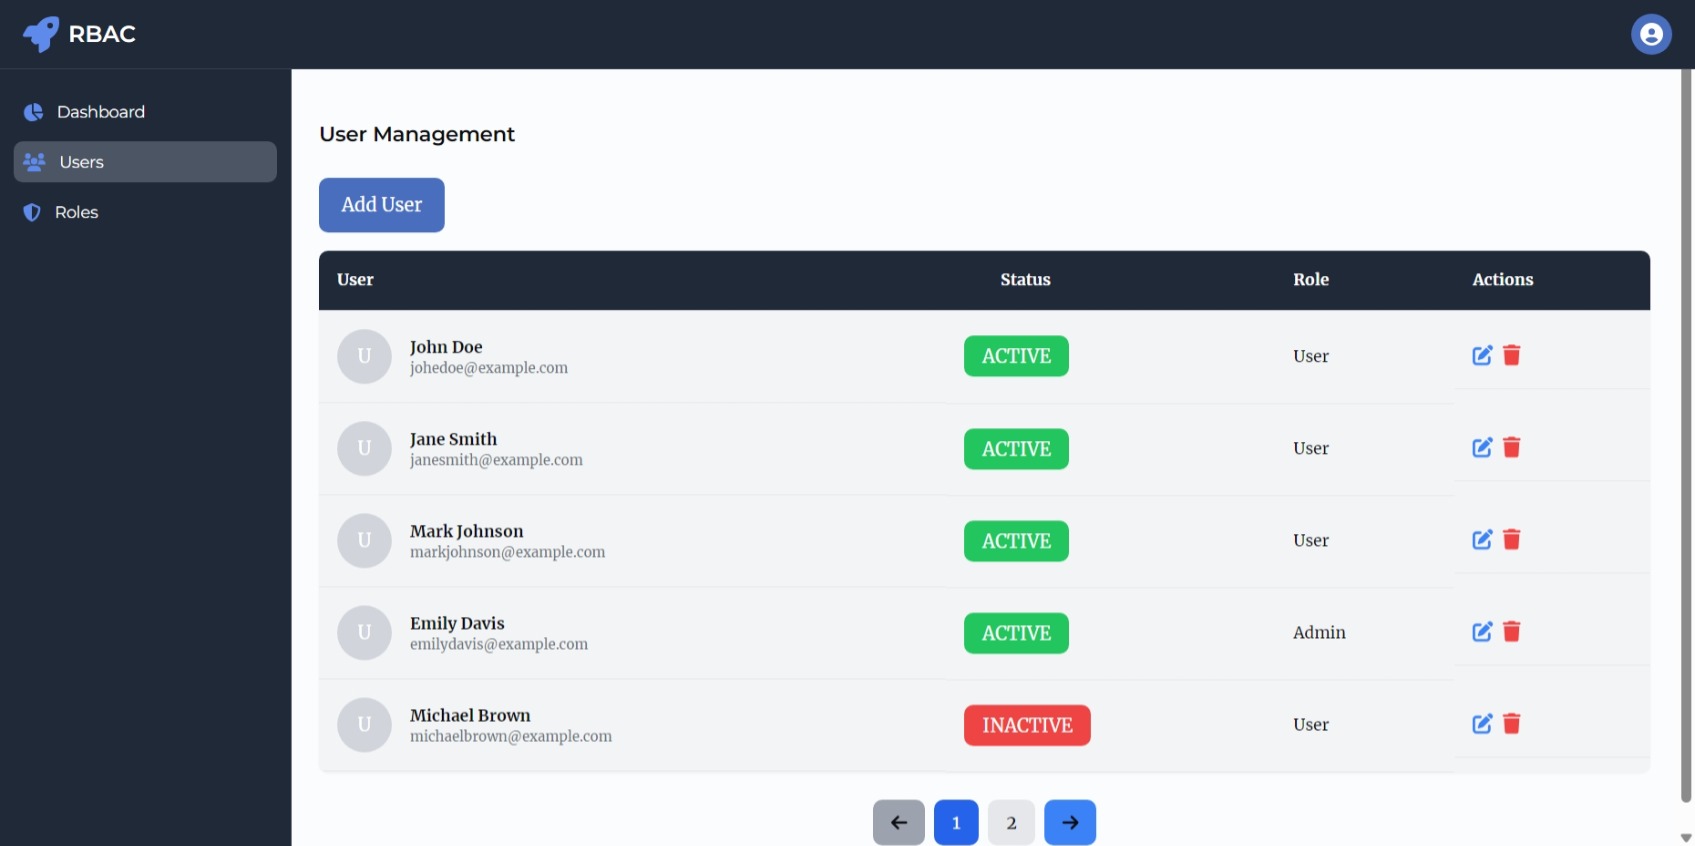 RBAC
Dashboard
Users
Roles
User Management
Add User
User Status Role Actions
U John Doe ACTIVE User
johedoe@example.com
U Jane Smith ACTIVE User
janesmith@example.com
U Mark Johnson ACTIVE User
markjohnson@example.com
U Emily Davis ACTIVE Admin
emilydavis@example.com
U Michael Brown INACTIVE User
michaelbrown@example.com
← 1 2 →